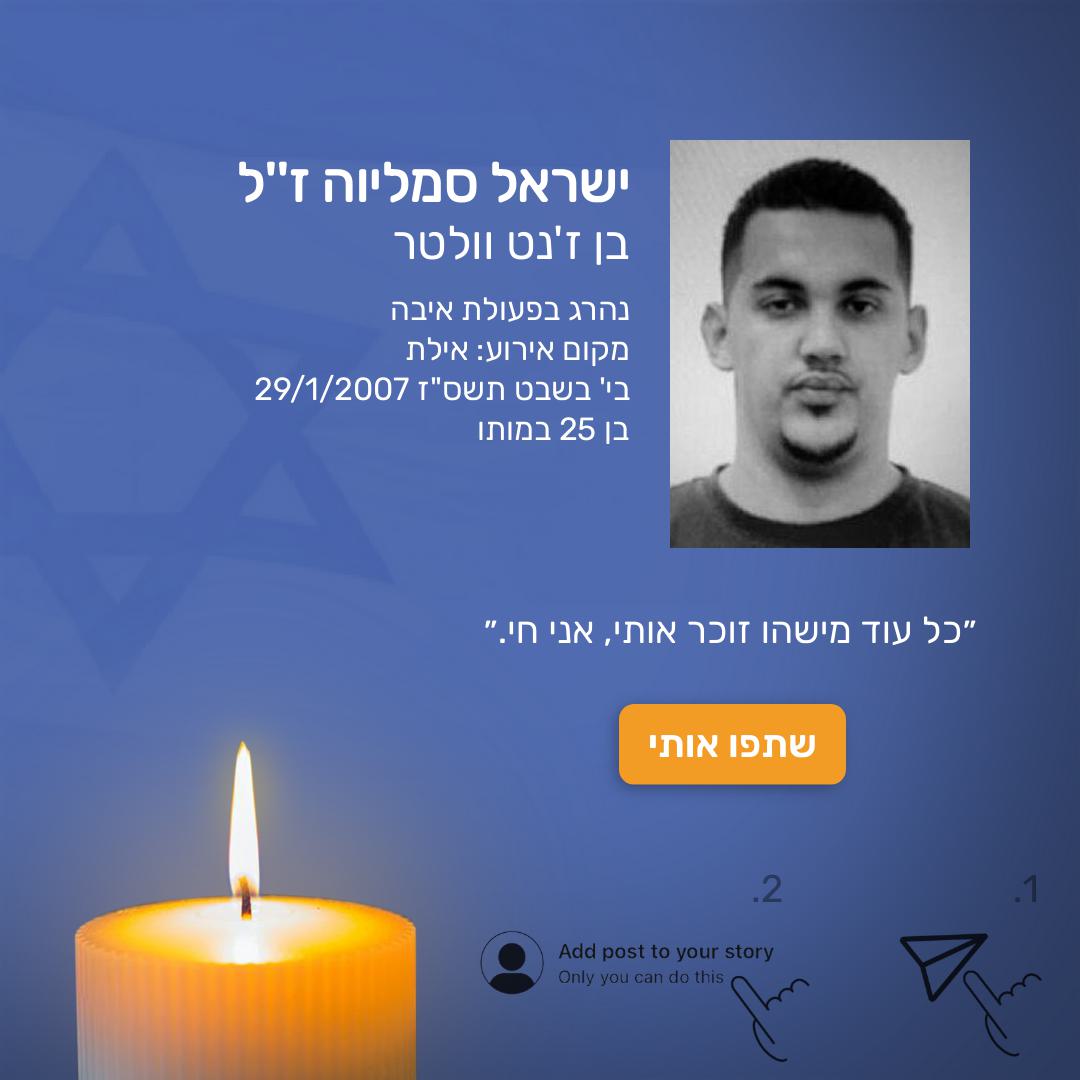 ישראל סמליוה ז"ל
בן ז'נט וולטר
נהרג בפעולת איבה
מקום אירוע: אילת
בי' בשבט תשס"ז 29/1/2007
בן 25 במותו
״כל עוד מישהו זוכר אותי, אני חי.״
שתפו אותי
.1
.2
Add post to your story
Only you can do this